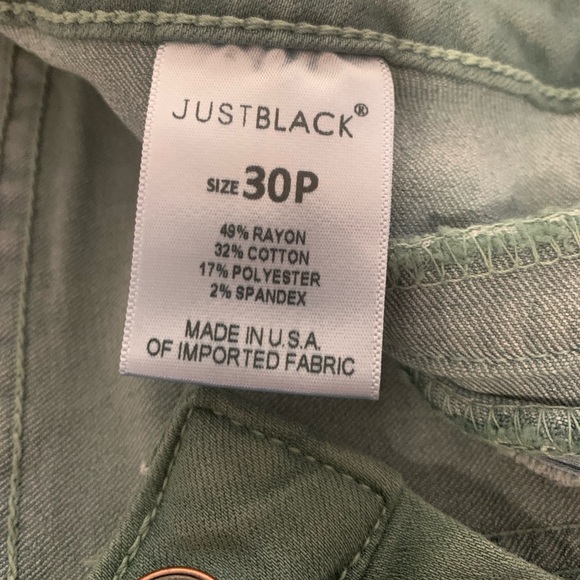 JUSTBLACK®
SIZE 30P
49% RAYON
32% COTTON
17% POLYESTER
2% SPANDEX
MADE IN U.S.A.
OF IMPORTED FABRIC